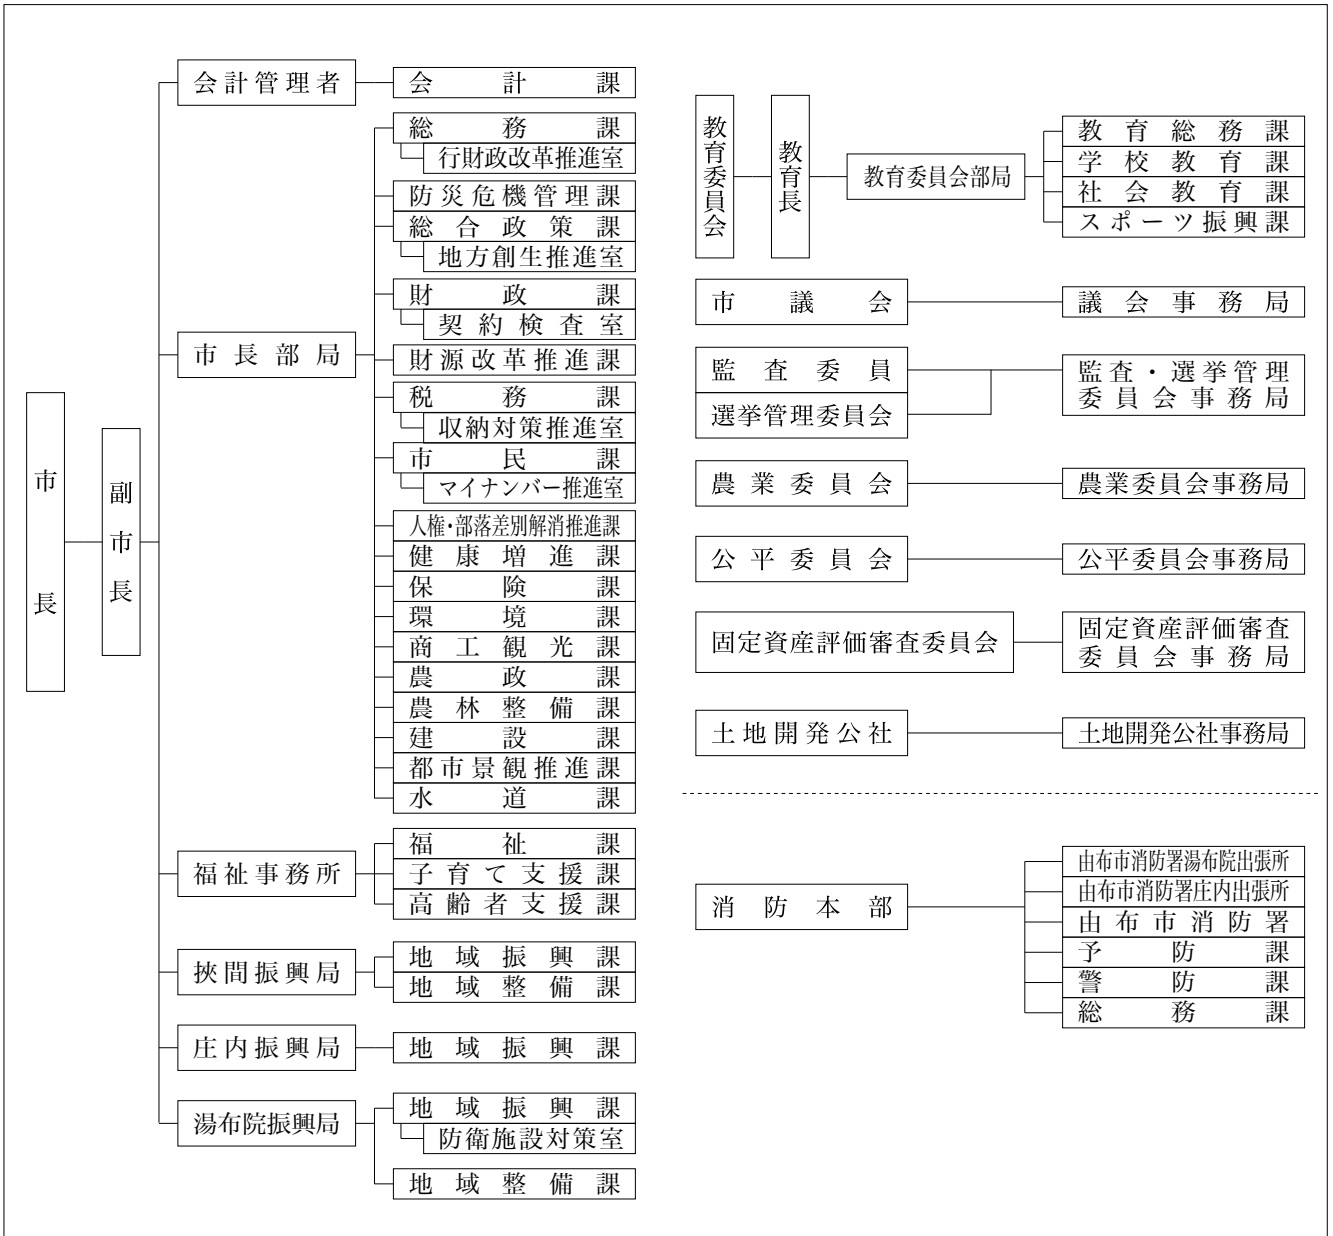 市長
副市長
会計管理者
会計課
市長部局
総務課
行財政改革推進室
防災危機管理課
総合政策課
地方創生推進室
財政課
契約検査室
財源改革推進課
税務課
収納対策推進室
市民課
マイナンバー推進室
人権・部落差別解消推進課
健康増進課
保険課
環境課
商工観光課
農政課
農林整備課
建設課
都市景観推進課
水道課
福祉事務所
福祉課
子育て支援課
高齢者支援課
挾間振興局
地域振興課
地域整備課
庄内振興局
地域振興課
湯布院振興局
地域振興課
防衛施設対策室
地域整備課
教育委員会
教育長
教育委員会部局
教育総務課
学校教育課
社会教育課
スポーツ振興課
市議会
議会事務局
監査委員
選挙管理委員会
監査・選挙管理
委員会事務局
農業委員会
農業委員会事務局
公平委員会
公平委員会事務局
固定資産評価審査委員会
固定資産評価審査
委員会事務局
土地開発公社
土地開発公社事務局
消防本部
由布市消防署湯布院出張所
由布市消防署庄内出張所
由布市消防署
予防課
警防課
総務課